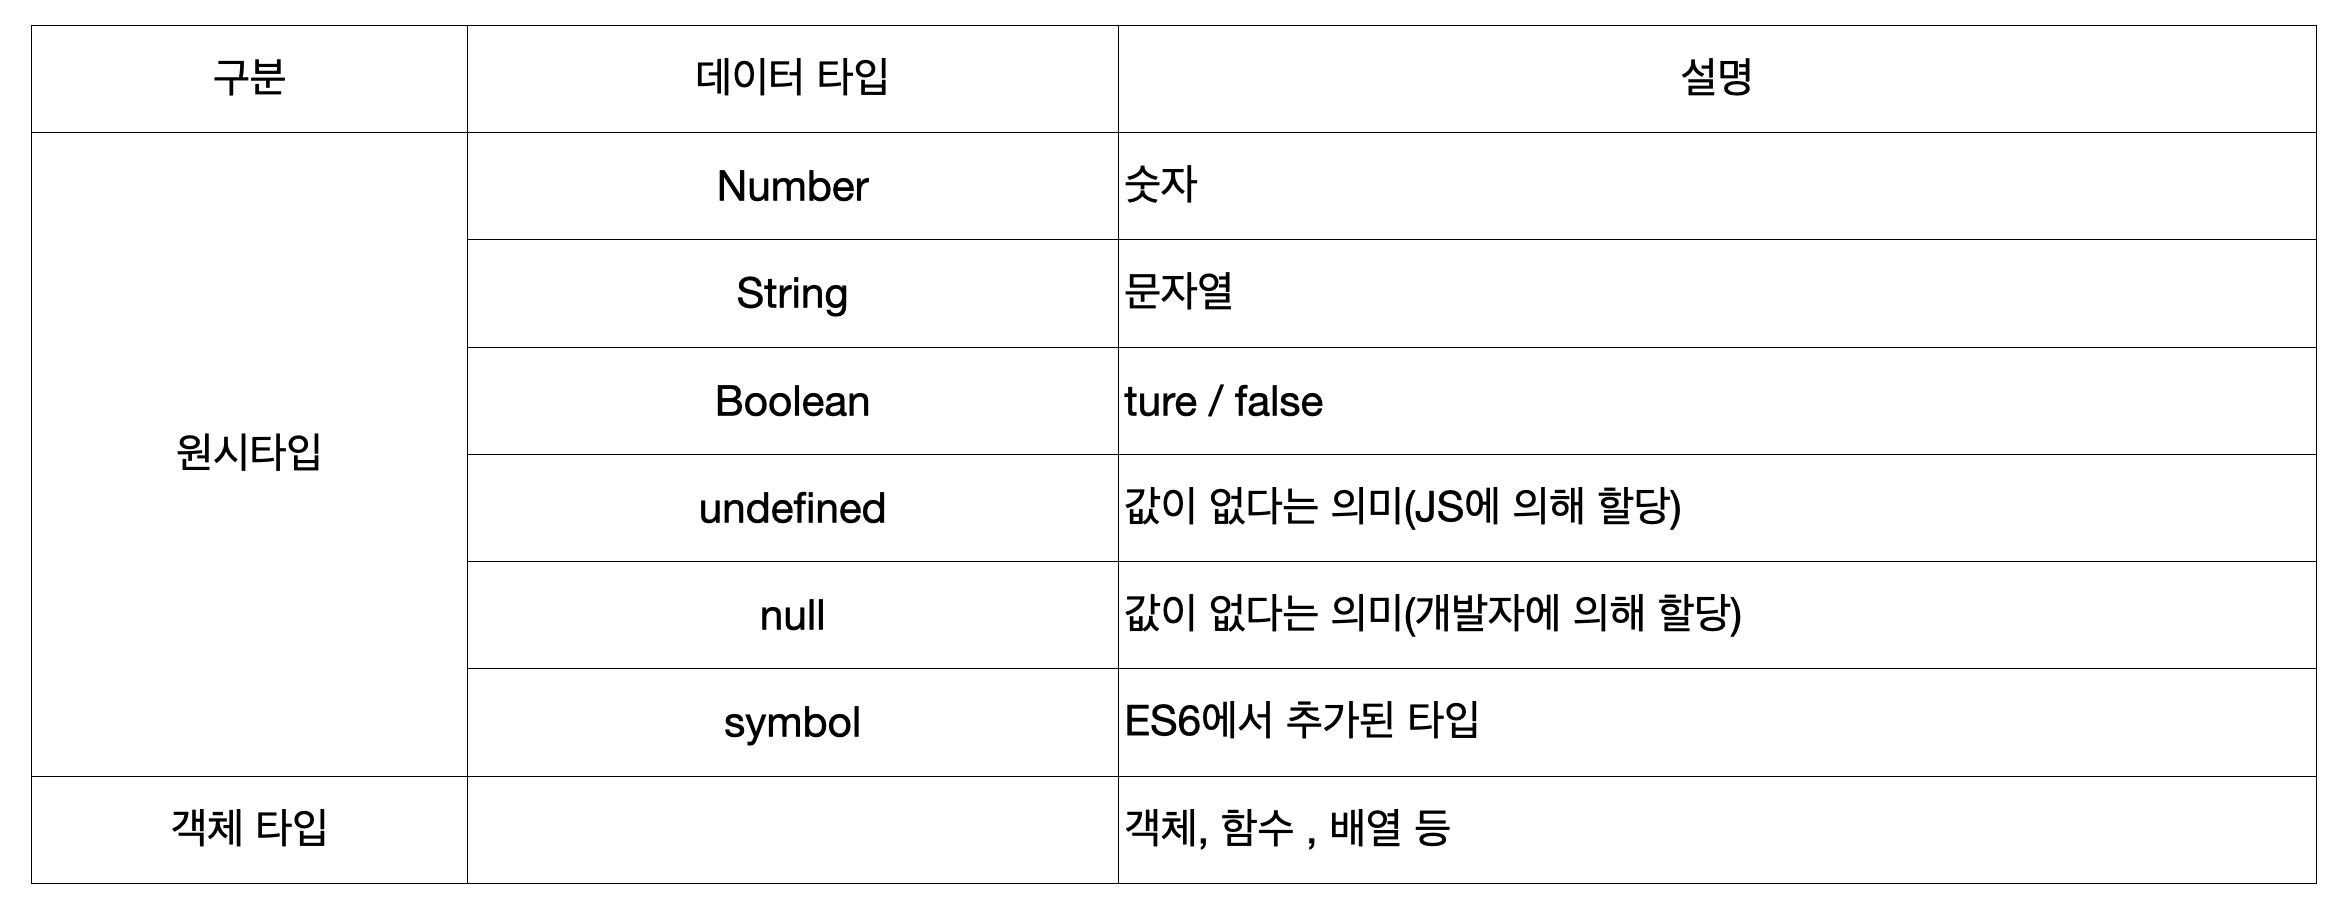 구분 데이터 타입 설명
원시타입
Number 숫자
String 문자열
Boolean ture / false
undefined 값이 없다는 의미(JS에 의해 할당)
null 값이 없다는 의미(개발자에 의해 할당)
symbol ES6에서 추가된 타입
객체 타입 객체, 함수 , 배열 등